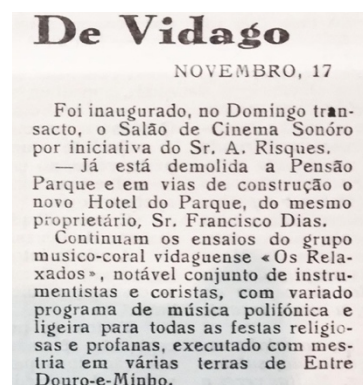 De Vidago
NOVEMBRO, 17
Foi inaugurado, no Domingo tran-
sacto, o Salão de Cinema Sonóro
por iniciativa do Sr. A. Risques.
— Já está demolida a Pensão
Parque e em vias de construção o
novo Hotel do Parque, do mesmo
proprietário, Sr. Francisco Dias.
Continuam os ensaios do grupo
musico-coral vidaguense «Os Rela-
xados», notável conjunto de instru-
mentistas e coristas, com variado
programa de música polifónica e
ligeira para todas as festas religio-
sas e profanas, executado com mes-
tria em várias terras de Entre
Douro-e-Minho.